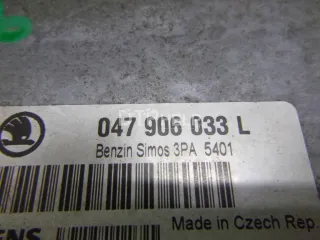 047 906 033 L
Benzin Simos 3PA 5401
Made in Czech Rep.